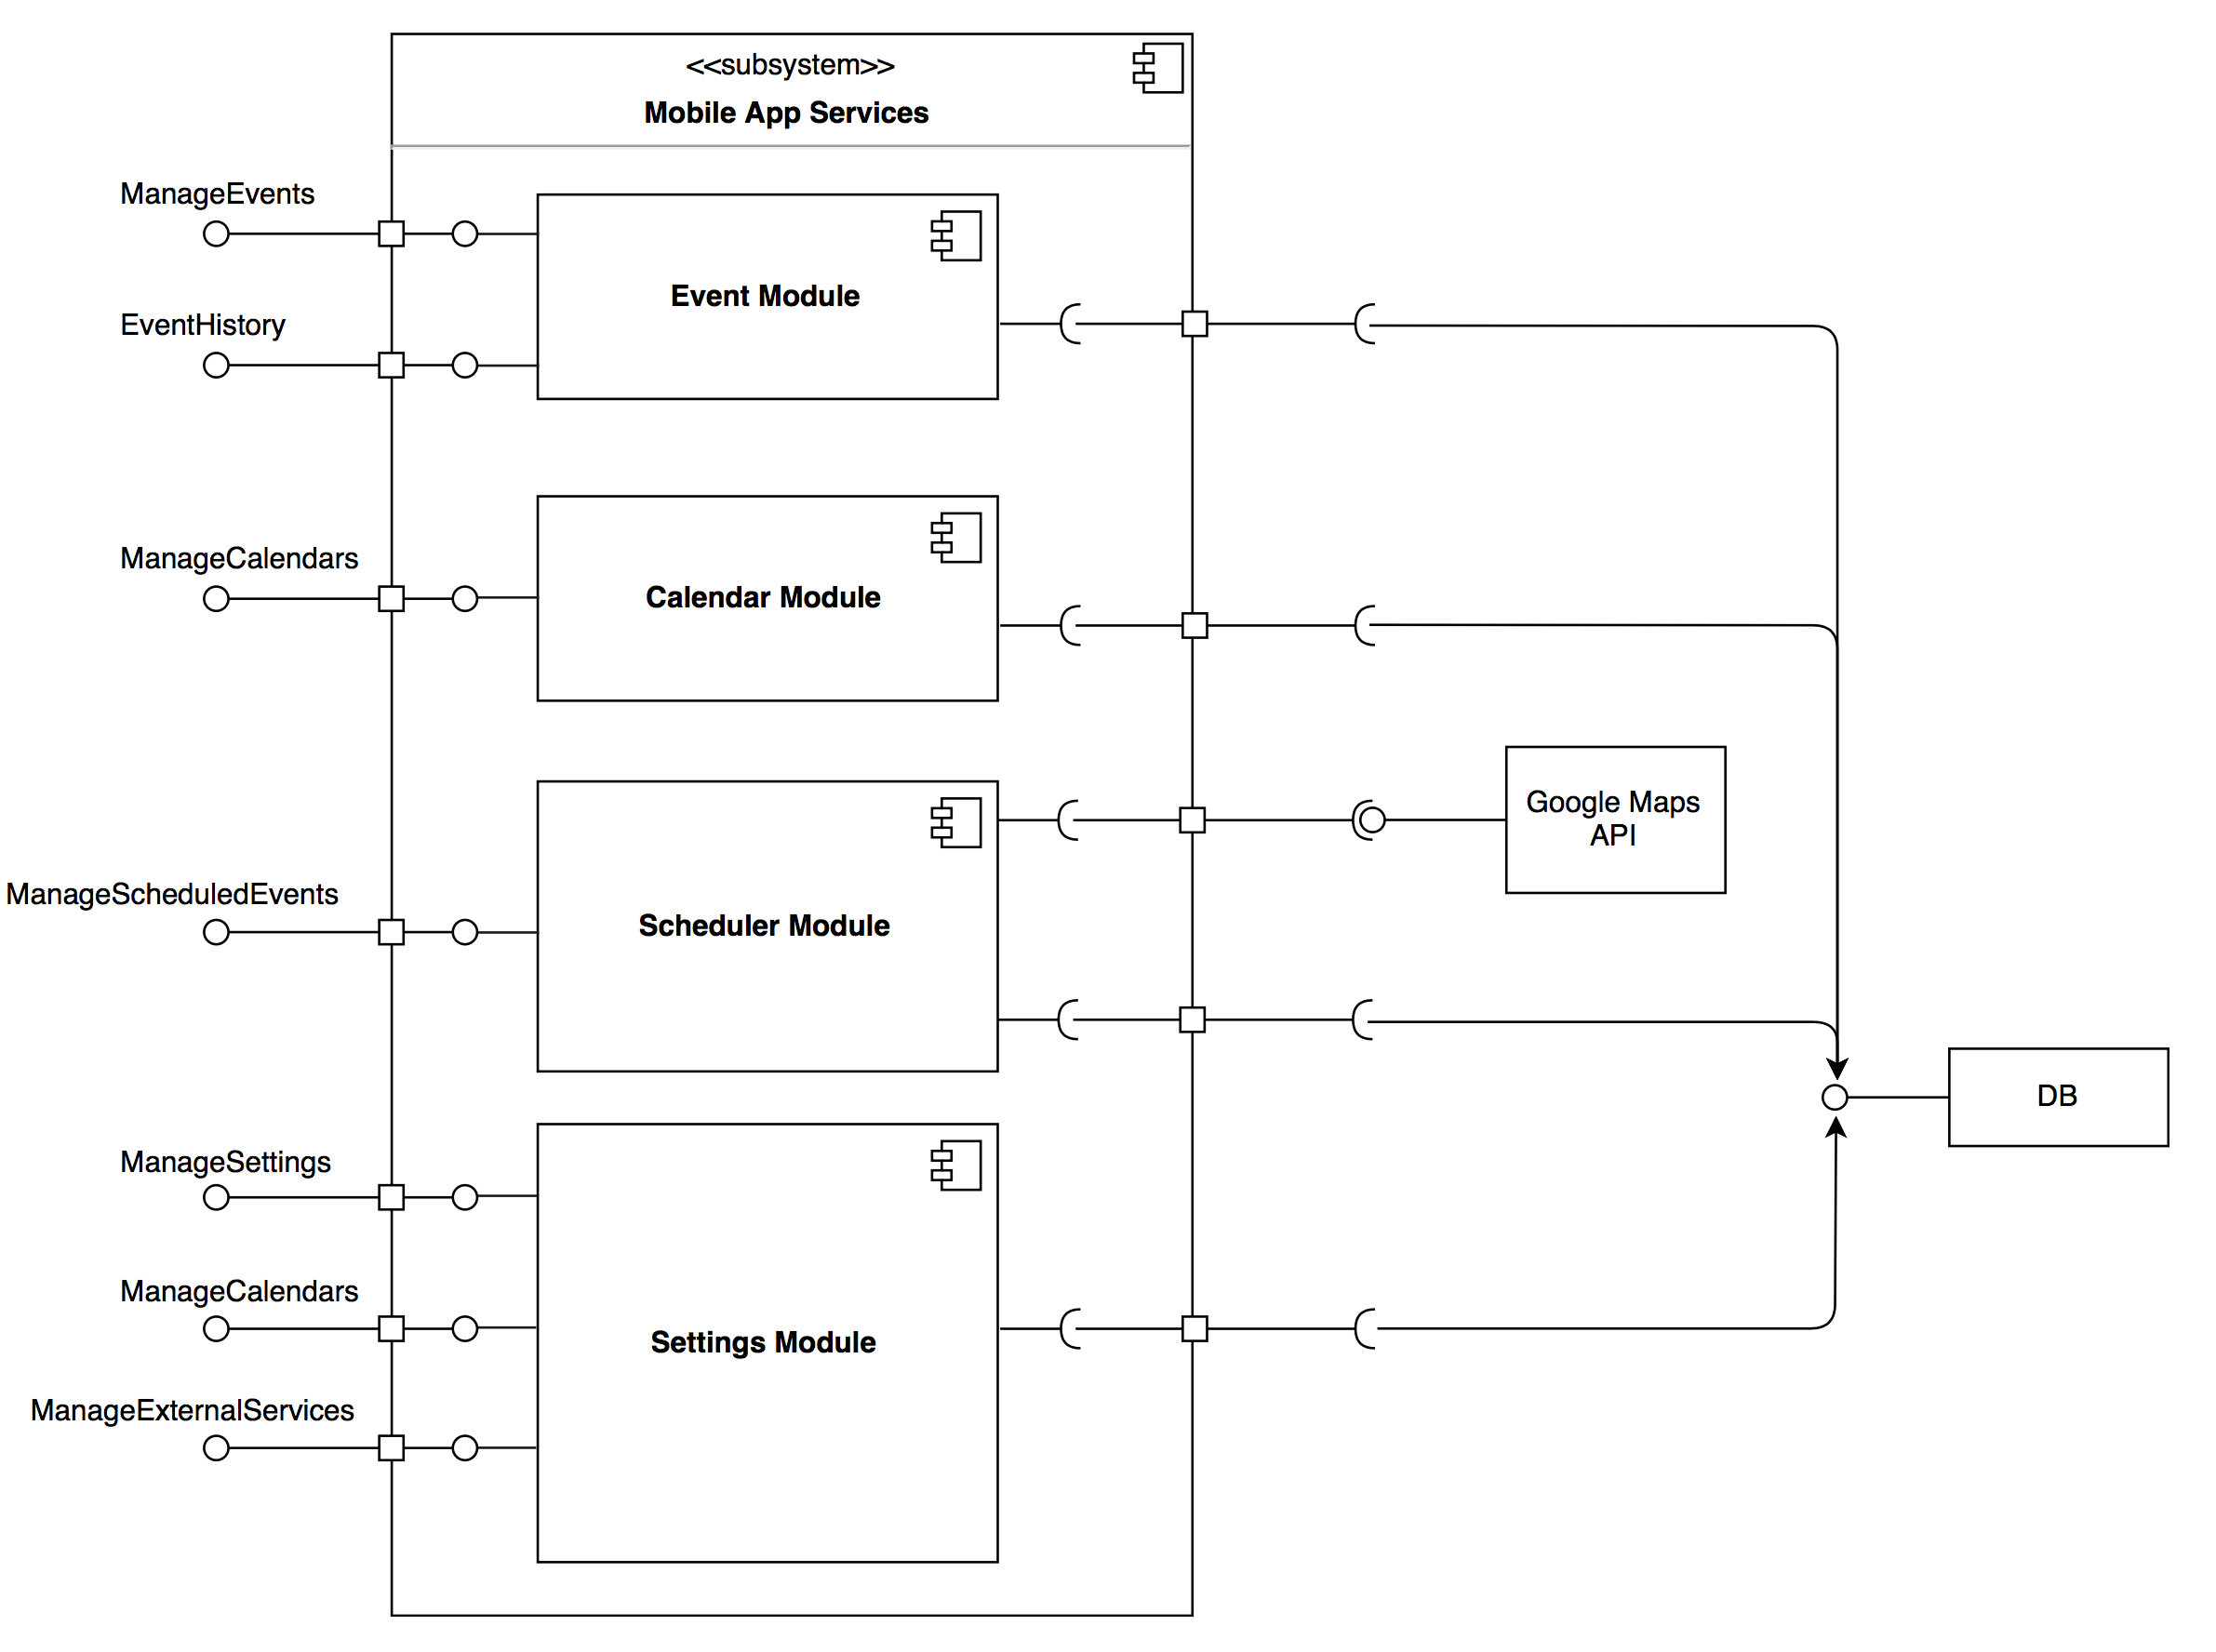 <<subsystem>>
Mobile App Services
ManageEvents
Event Module
EventHistory
ManageCalendars
Calendar Module
Google Maps
API
ManageScheduledEvents
Scheduler Module
DB
ManageSettings
ManageCalendars
Settings Module
ManageExternalServices